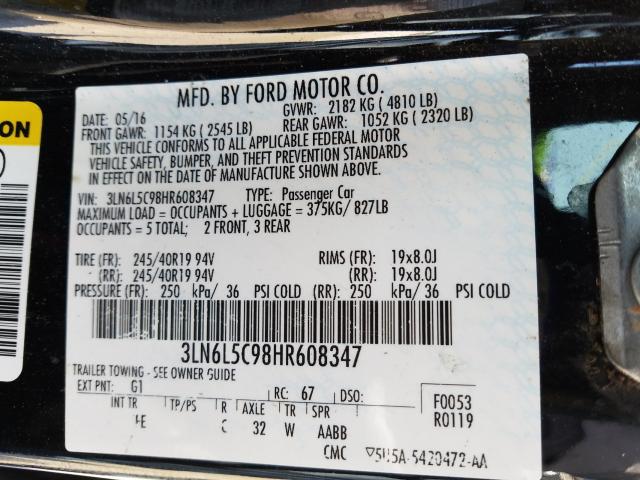 ION
MFD. BY FORD MOTOR CO.
DATE: 05/16 GVWR: 2182 KG ( 4810 LB)
FRONT GAWR: 1154 KG ( 2545 LB) REAR GAWR: 1052 KG ( 2320 LB)
THIS VEHICLE CONFORMS TO ALL APPLICABLE FEDERAL MOTOR
VEHICLE SAFETY, BUMPER, AND THEFT PREVENTION STANDARDS
IN EFFECT ON THE DATE OF MANUFACTURE SHOWN ABOVE.
VIN: 3LN6L5C98HR608347 TYPE: Passenger Car
MAXIMUM LOAD = OCCUPANTS + LUGGAGE = 375KG/ 827LB
OCCUPANTS = 5 TOTAL; 2 FRONT, 3 REAR
TIRE (FR): 245/40R19 94V RIMS (FR): 19x8.0J
(RR): 245/40R19 94V (RR): 19x8.0J
PRESSURE (FR): 250 kPa/ 36 PSI COLD (RR): 250 kPa/ 36 PSI COLD
3LN6L5C98HR608347
TRAILER TOWING - SEE OWNER GUIDE
EXT PNT: G1 RC: 67 DSO: F0053
INT TR TP/PS R AXLE TR SPR R0119
32 W AABB
CMC 5U5A-5420472-AA